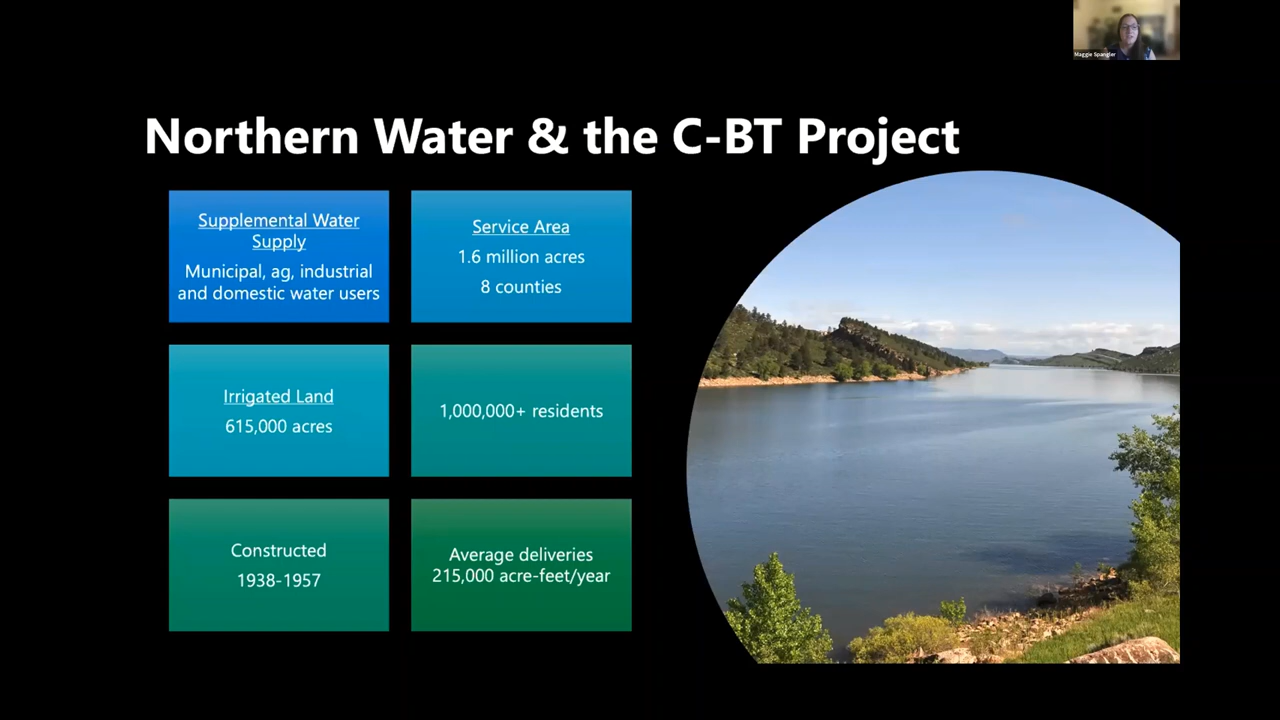 Maggie Spangler
Northern Water & the C-BT Project
Supplemental Water
Supply
Municipal, ag, industrial
and domestic water users
Service Area
1.6 million acres
8 counties
Irrigated Land
615,000 acres
1,000,000+ residents
Constructed
1938-1957
Average deliveries
215,000 acre-feet/year